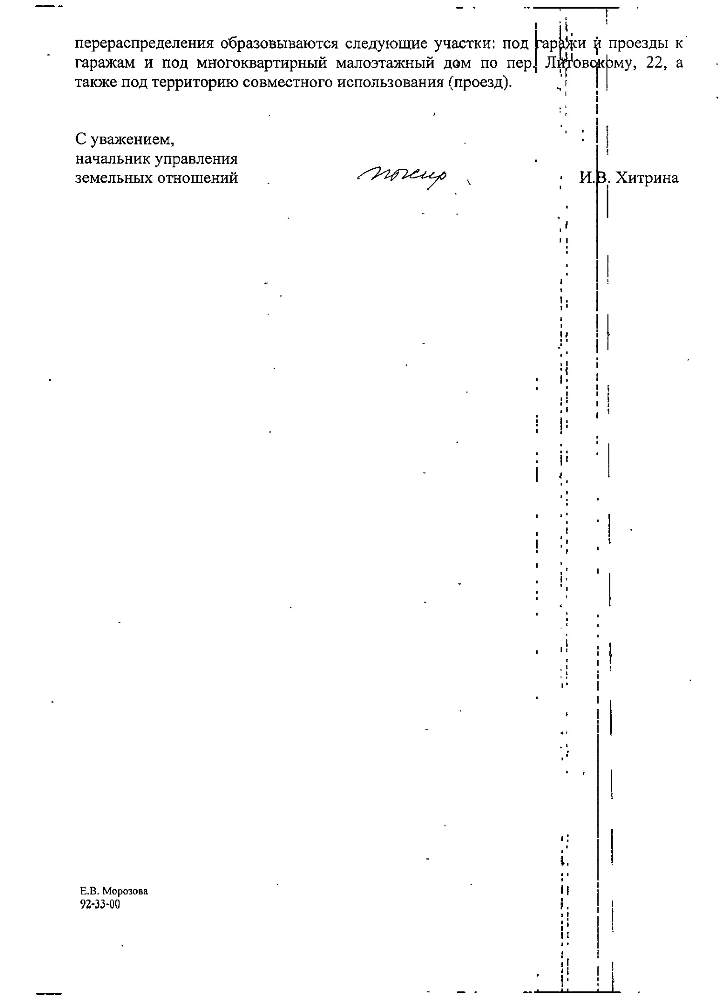 перераспределения образовываются следующие участки: под гаражи и проезды к
гаражам и под многоквартирный малоэтажный дом по пер. Литовскому, 22, а
также под территорию совместного использования (проезд).
С уважением,
начальник управления
земельных отношений
И.В. Хитрина
Е.В. Морозова
92-33-00